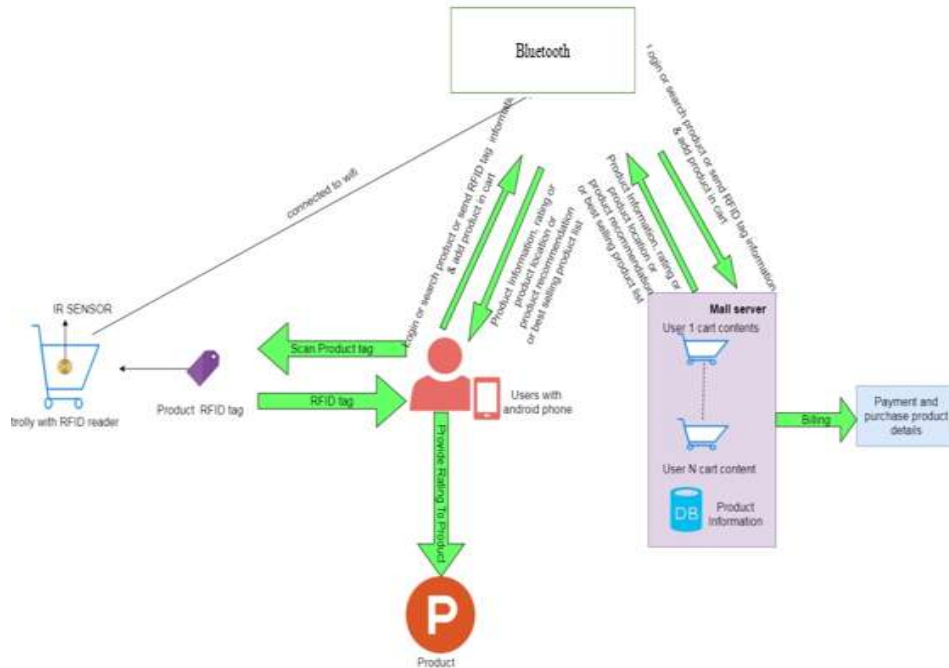 Bluetooth
connected to wifi
Login or search product or send RFID tag information
& add product in cart
Product Information, rating or
product location or
product recommendation
or best selling product list
Product Information, rating or
product location or
product recommendation
or best selling product list
Login or search product or send RFID tag information
& add product in cart
IR SENSOR
trolly with RFID reader
Product RFID tag
Scan Product tag
RFID tag
Users with
android phone
Provide Rating To Product
P
Product
Mall server
User 1 cart contents
User N cart content
DB
Product
Information
Billing
Payment and
purchase product
details